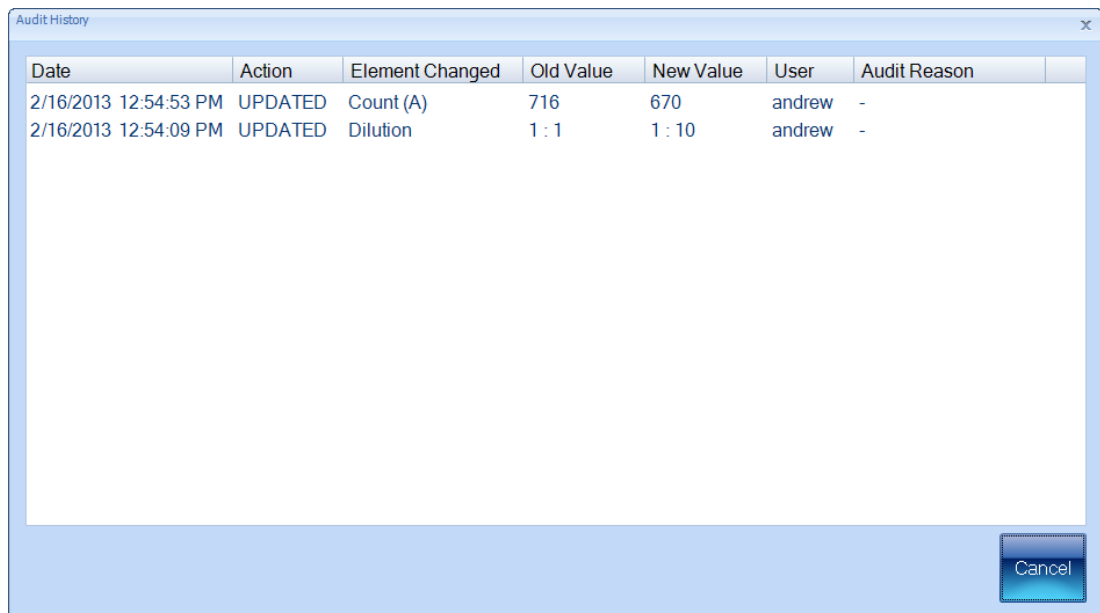 Audit History
x
Date Action Element Changed Old Value New Value User Audit Reason
2/16/2013 12:54:53 PM UPDATED Count (A) 716 670 andrew -
2/16/2013 12:54:09 PM UPDATED Dilution 1 : 1 1 : 10 andrew -
Cancel